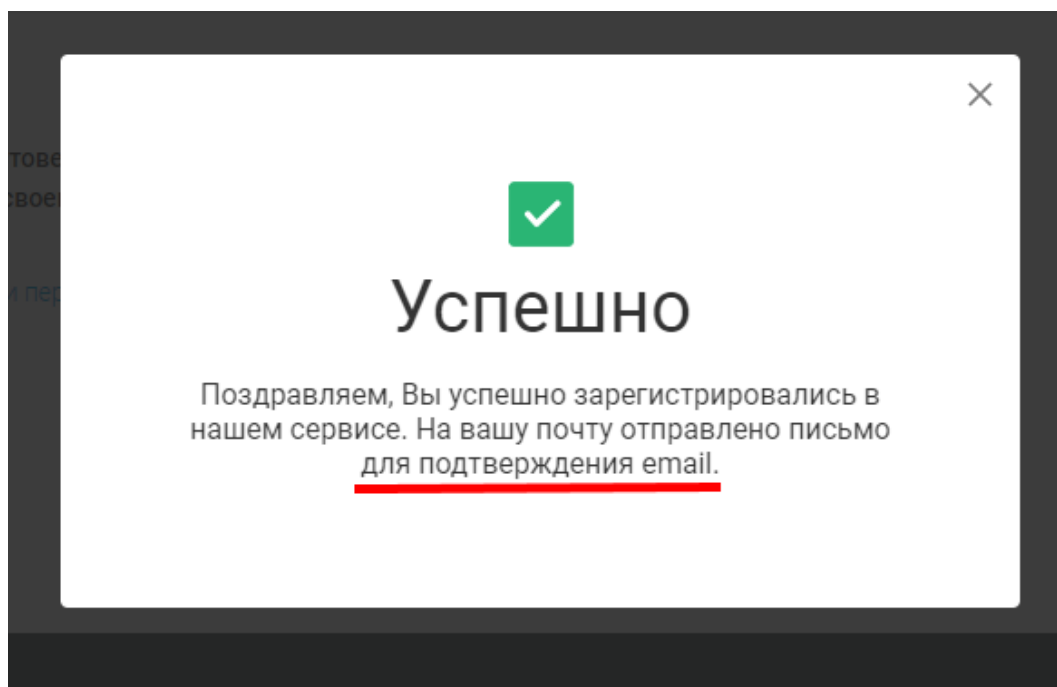 Успешно
Поздравляем, Вы успешно зарегистрировались в
нашем сервисе. На вашу почту отправлено письмо
для подтверждения email.